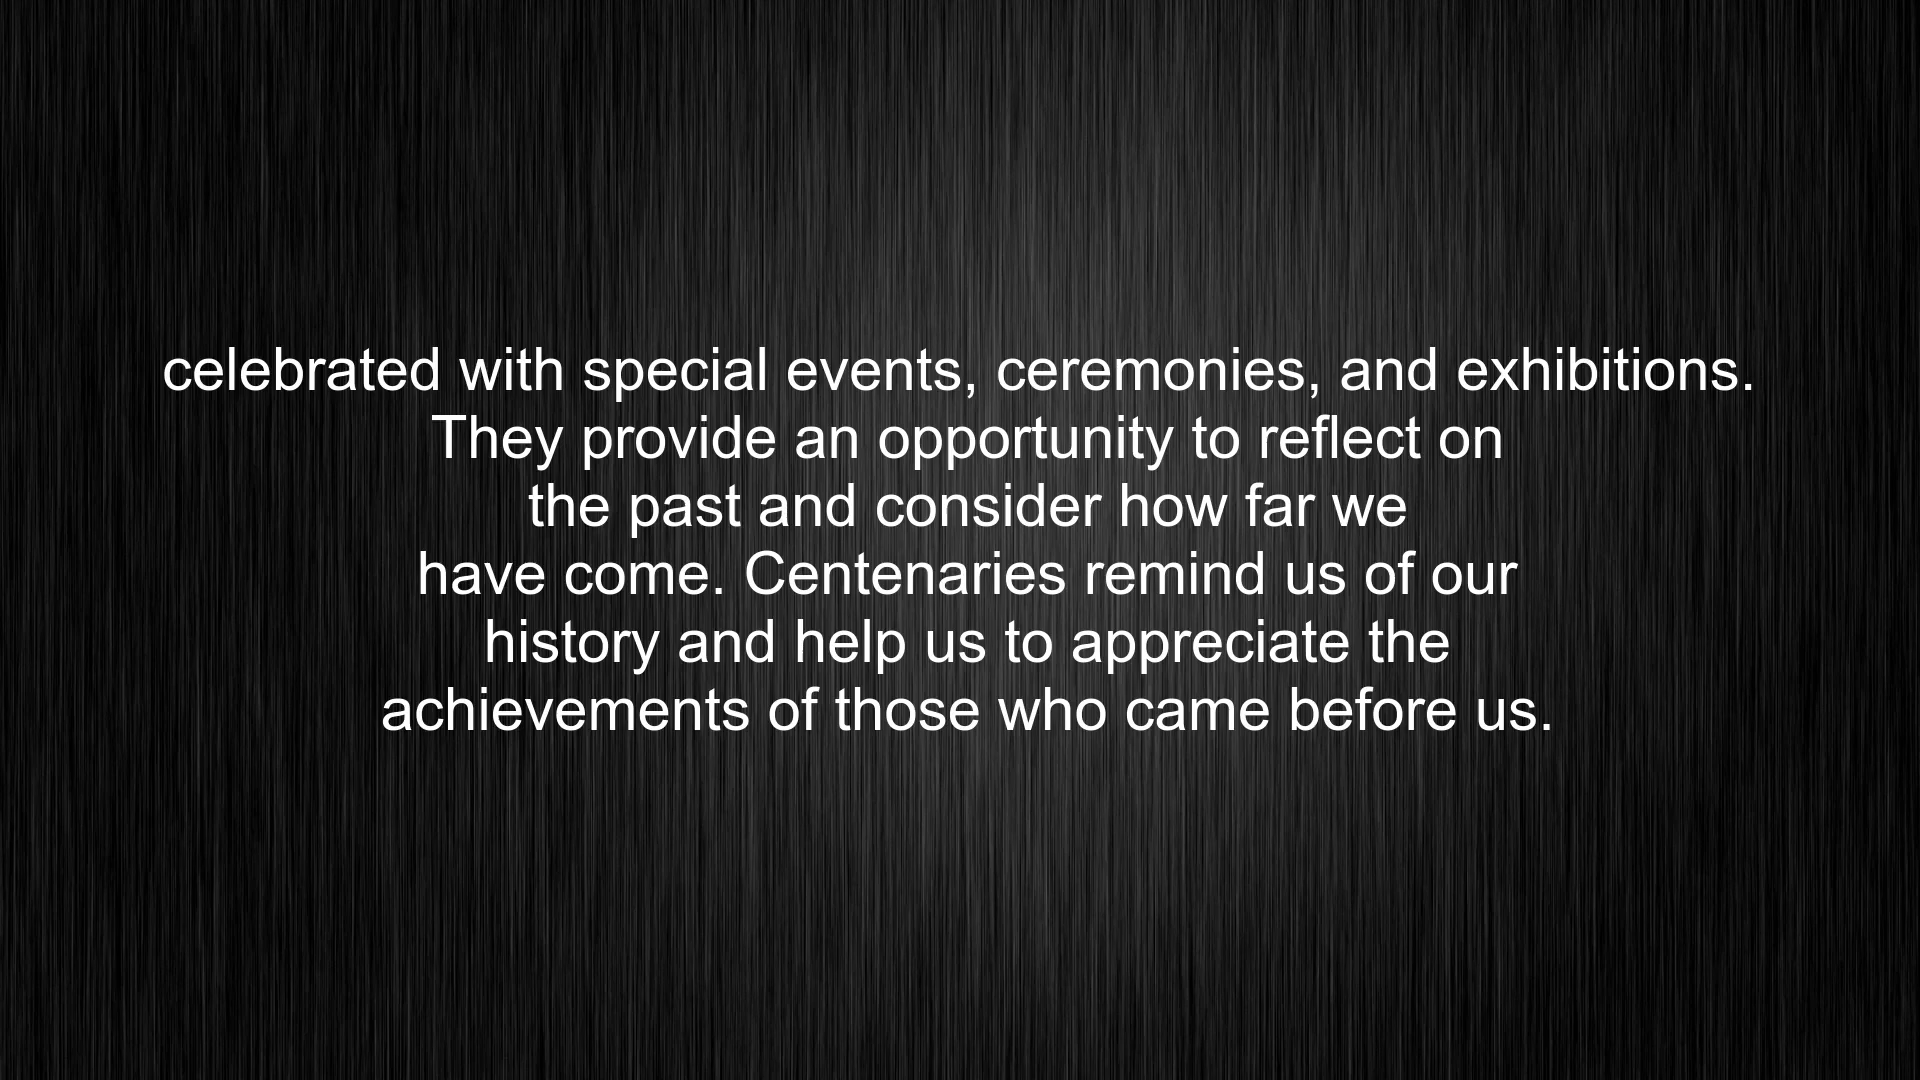 celebrated with special events, ceremonies, and exhibitions.
They provide an opportunity to reflect on
the past and consider how far we
have come. Centenaries remind us of our
history and help us to appreciate the
achievements of those who came before us.